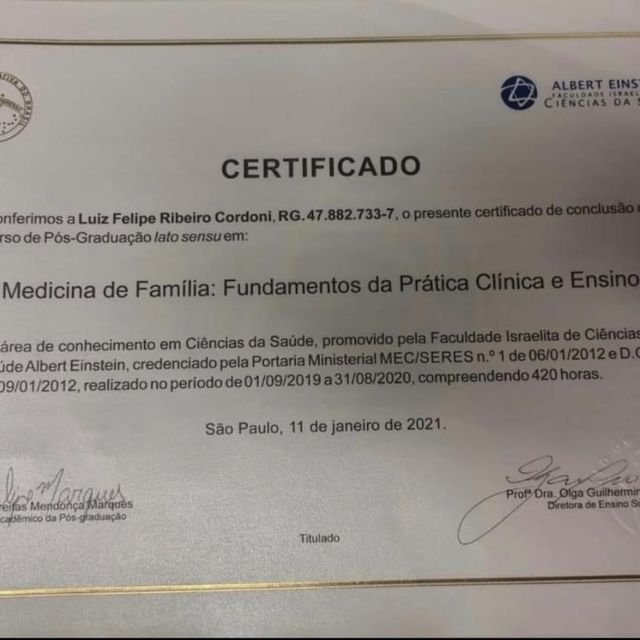 ALBERT EINST
FACULDADE ISRAEL
CIÊNCIAS DA S
CERTIFICADO
onferimos a Luiz Felipe Ribeiro Cordoni, RG.47.882.733-7, o presente certificado de conclusão
rso de Pós-Graduação lato sensu em:
Medicina de Família: Fundamentos da Prática Clínica e Ensino
área de conhecimento em Ciências da Saúde, promovido pela Faculdade Israelita de Ciências
úde Albert Einstein, credenciado pela Portaria Ministerial MEC/SERES n.º 1 de 06/01/2012 e D.O
09/01/2012, realizado no período de 01/09/2019 a 31/08/2020, compreendendo 420 horas.
São Paulo, 11 de janeiro de 2021.
Marques
reitas Mendonça Marques
cadêmico da Pós-graduação
Profª Dra. Olga Guilhermin
Diretora de Ensino Su
Titulado